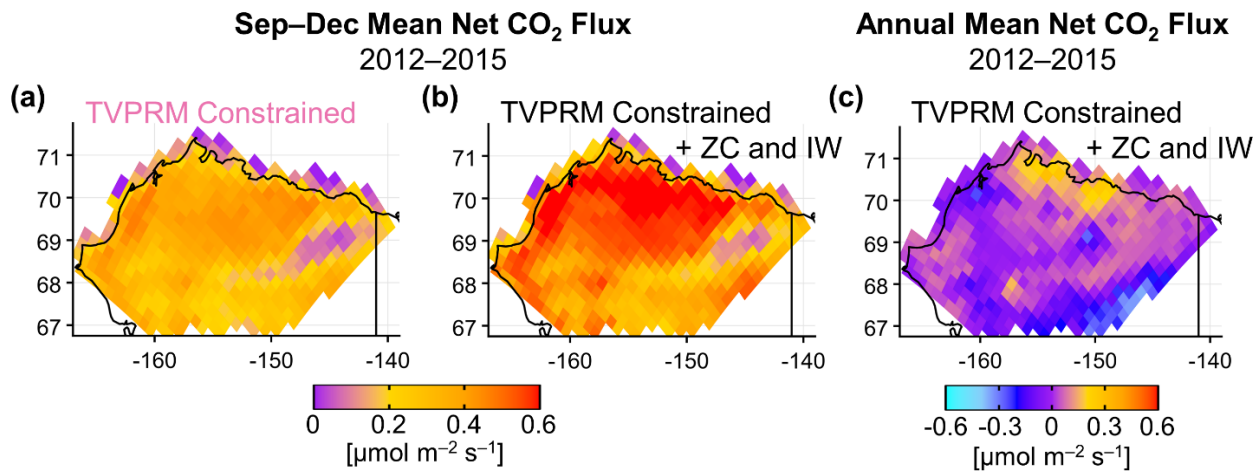 Sep–Dec Mean Net CO₂ Flux
2012–2015
Annual Mean Net CO₂ Flux
2012–2015
(a)
TVPRM Constrained
71
70
69
68
67
-160
-150
-140
(b)
TVPRM Constrained
+ ZC and IW
71
70
69
68
67
-160
-150
-140
0
0.2
0.4
0.6
[µmol m⁻² s⁻¹]
(c)
TVPRM Constrained
+ ZC and IW
71
70
69
68
67
-160
-150
-140
-0.6
-0.3
0
0.3
0.6
[µmol m⁻² s⁻¹]